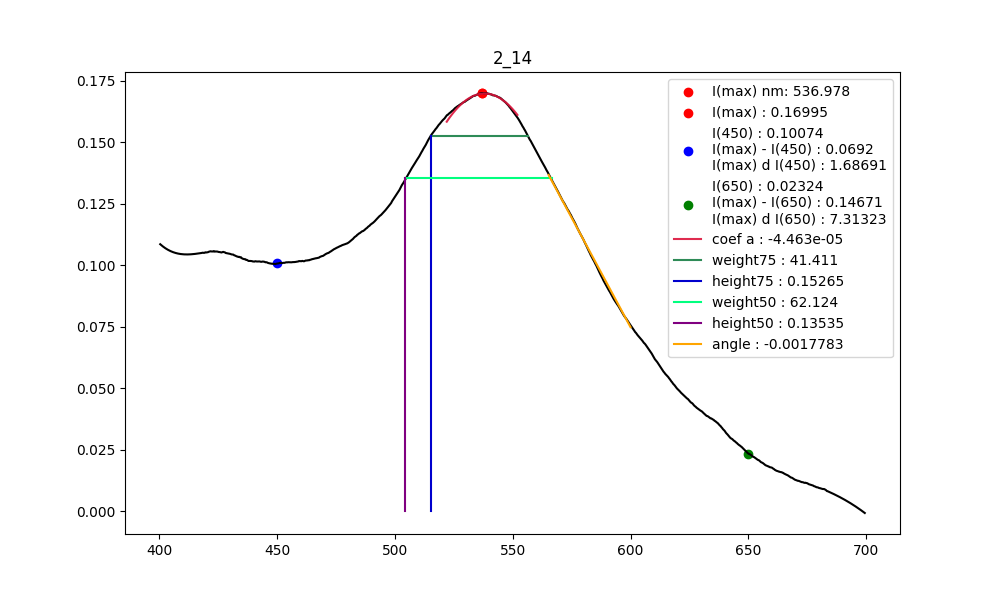 2_14
0.175
0.150
0.125
0.100
0.075
0.050
0.025
0.000
400
450
500
550
600
650
700
I(max) nm: 536.978
I(max) : 0.16995
I(450) : 0.10074
I(max) - I(450) : 0.0692
I(max) d I(450) : 1.68691
I(650) : 0.02324
I(max) - I(650) : 0.14671
I(max) d I(650) : 7.31323
coef a : -4.463e-05
weight75 : 41.411
height75 : 0.15265
weight50 : 62.124
height50 : 0.13535
angle : -0.0017783